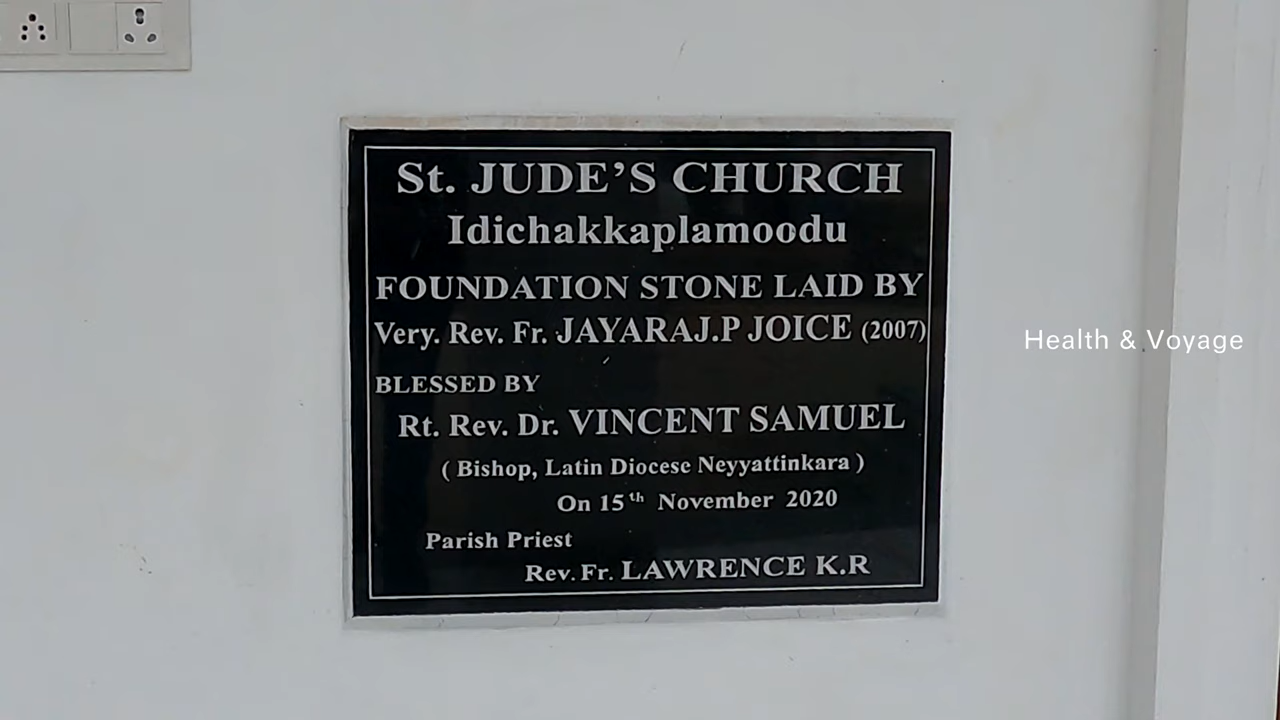 St. JUDE'S CHURCH
Idichakkaplamoodu
FOUNDATION STONE LAID BY
Very. Rev. Fr. JAYARAJ.P JOICE (2007)
BLESSED BY
Rt. Rev. Dr. VINCENT SAMUEL
( Bishop, Latin Diocese Neyyattinkara )
On 15th November 2020
Parish Priest
Rev. Fr. LAWRENCE K.R
Health & Voyage